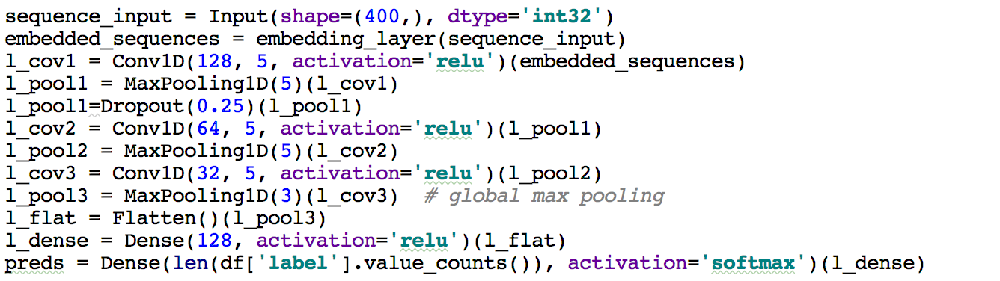 sequence_input = Input(shape=(400,), dtype='int32')
embedded_sequences = embedding_layer(sequence_input)
l_cov1 = Conv1D(128, 5, activation='relu')(embedded_sequences)
l_pool1 = MaxPooling1D(5)(l_cov1)
l_pool1=Dropout(0.25)(l_pool1)
l_cov2 = Conv1D(64, 5, activation='relu')(l_pool1)
l_pool2 = MaxPooling1D(5)(l_cov2)
l_cov3 = Conv1D(32, 5, activation='relu')(l_pool2)
l_pool3 = MaxPooling1D(3)(l_cov3)  # global max pooling
l_flat = Flatten()(l_pool3)
l_dense = Dense(128, activation='relu')(l_flat)
preds = Dense(len(df['label'].value_counts()), activation='softmax')(l_dense)